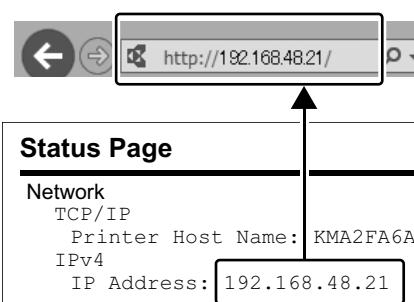 http://192.168.48.21/
Status Page
Network
TCP/IP
Printer Host Name: KMA2FA6A
IPv4
IP Address: 192.168.48.21